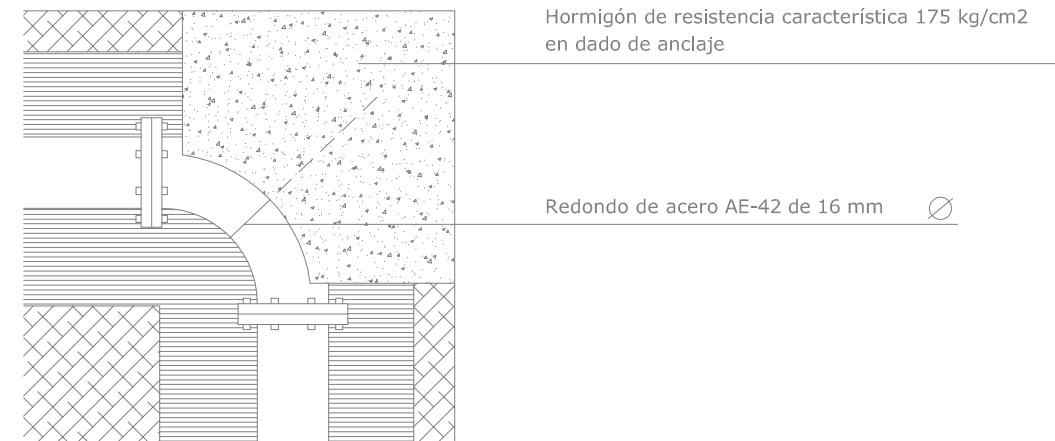 Hormigón de resistencia característica 175 kg/cm2
en dado de anclaje
Redondo de acero AE-42 de 16 mm ∅